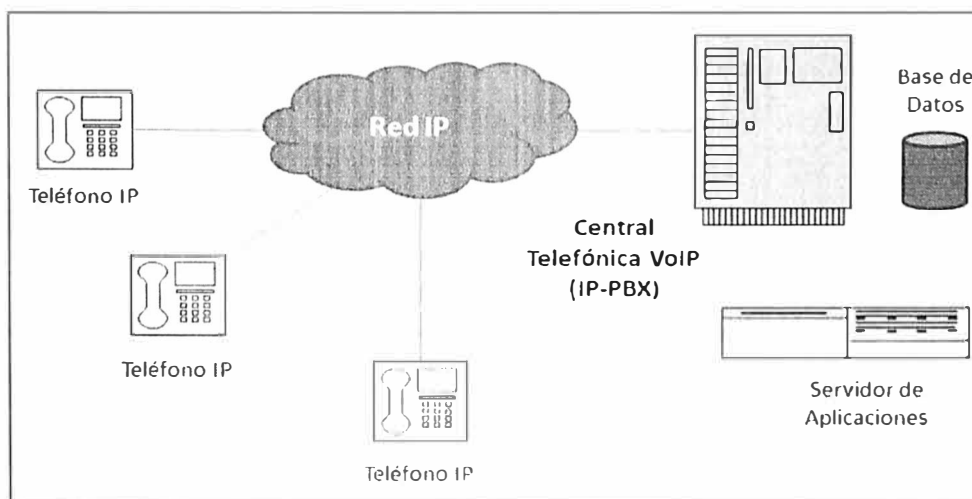 Red IP
Base de
Datos
Teléfono IP
Central
Telefónica VoIP
(IP-PBX)
Teléfono IP
Servidor de
Aplicaciones
Teléfono IP